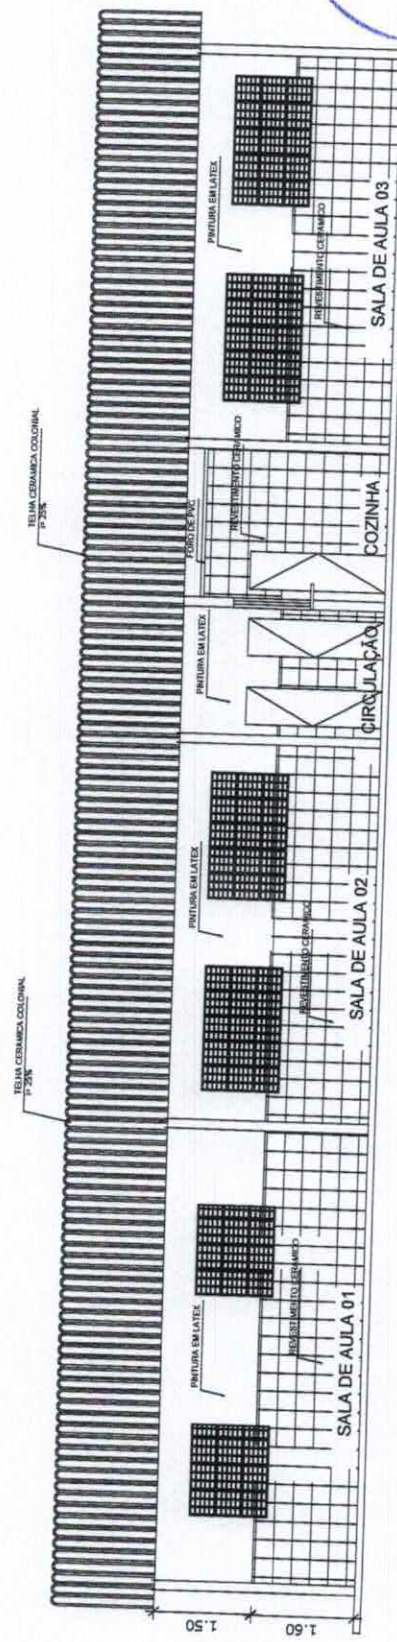 TELHA CERAMICA COLONIAL
i= 25%
TELHA CERAMICA COLONIAL
i= 25%
1.50
1.60
PINTURA EM LATEX
REVESTIMENTO CERAMICO
SALA DE AULA 01
PINTURA EM LATEX
REVESTIMENTO CERAMICO
SALA DE AULA 02
PINTURA EM LATEX
CIRCULAÇÃO
FORO DE PVC
REVESTIMENTO CERAMICO
COZINHA
PINTURA EM LATEX
REVESTIMENTO CERAMICO
SALA DE AULA 03